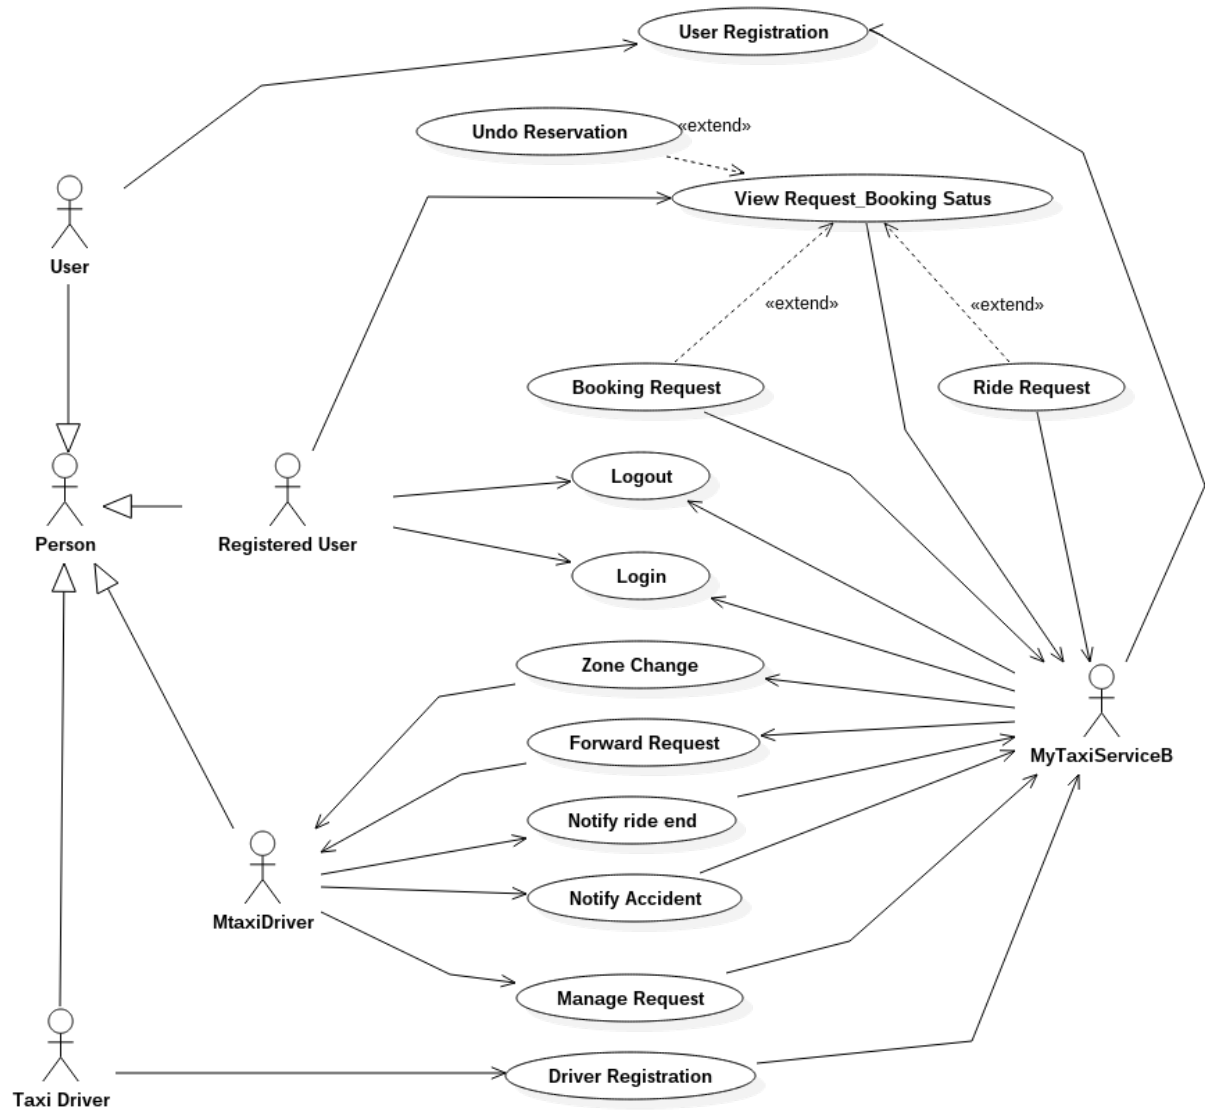 User Registration
Undo Reservation
«extend»
View Request_Booking Satus
User
«extend»
«extend»
Booking Request
Ride Request
Logout
Person
Registered User
Login
Zone Change
Forward Request
MyTaxiServiceB
Notify ride end
Notify Accident
MtaxiDriver
Manage Request
Driver Registration
Taxi Driver